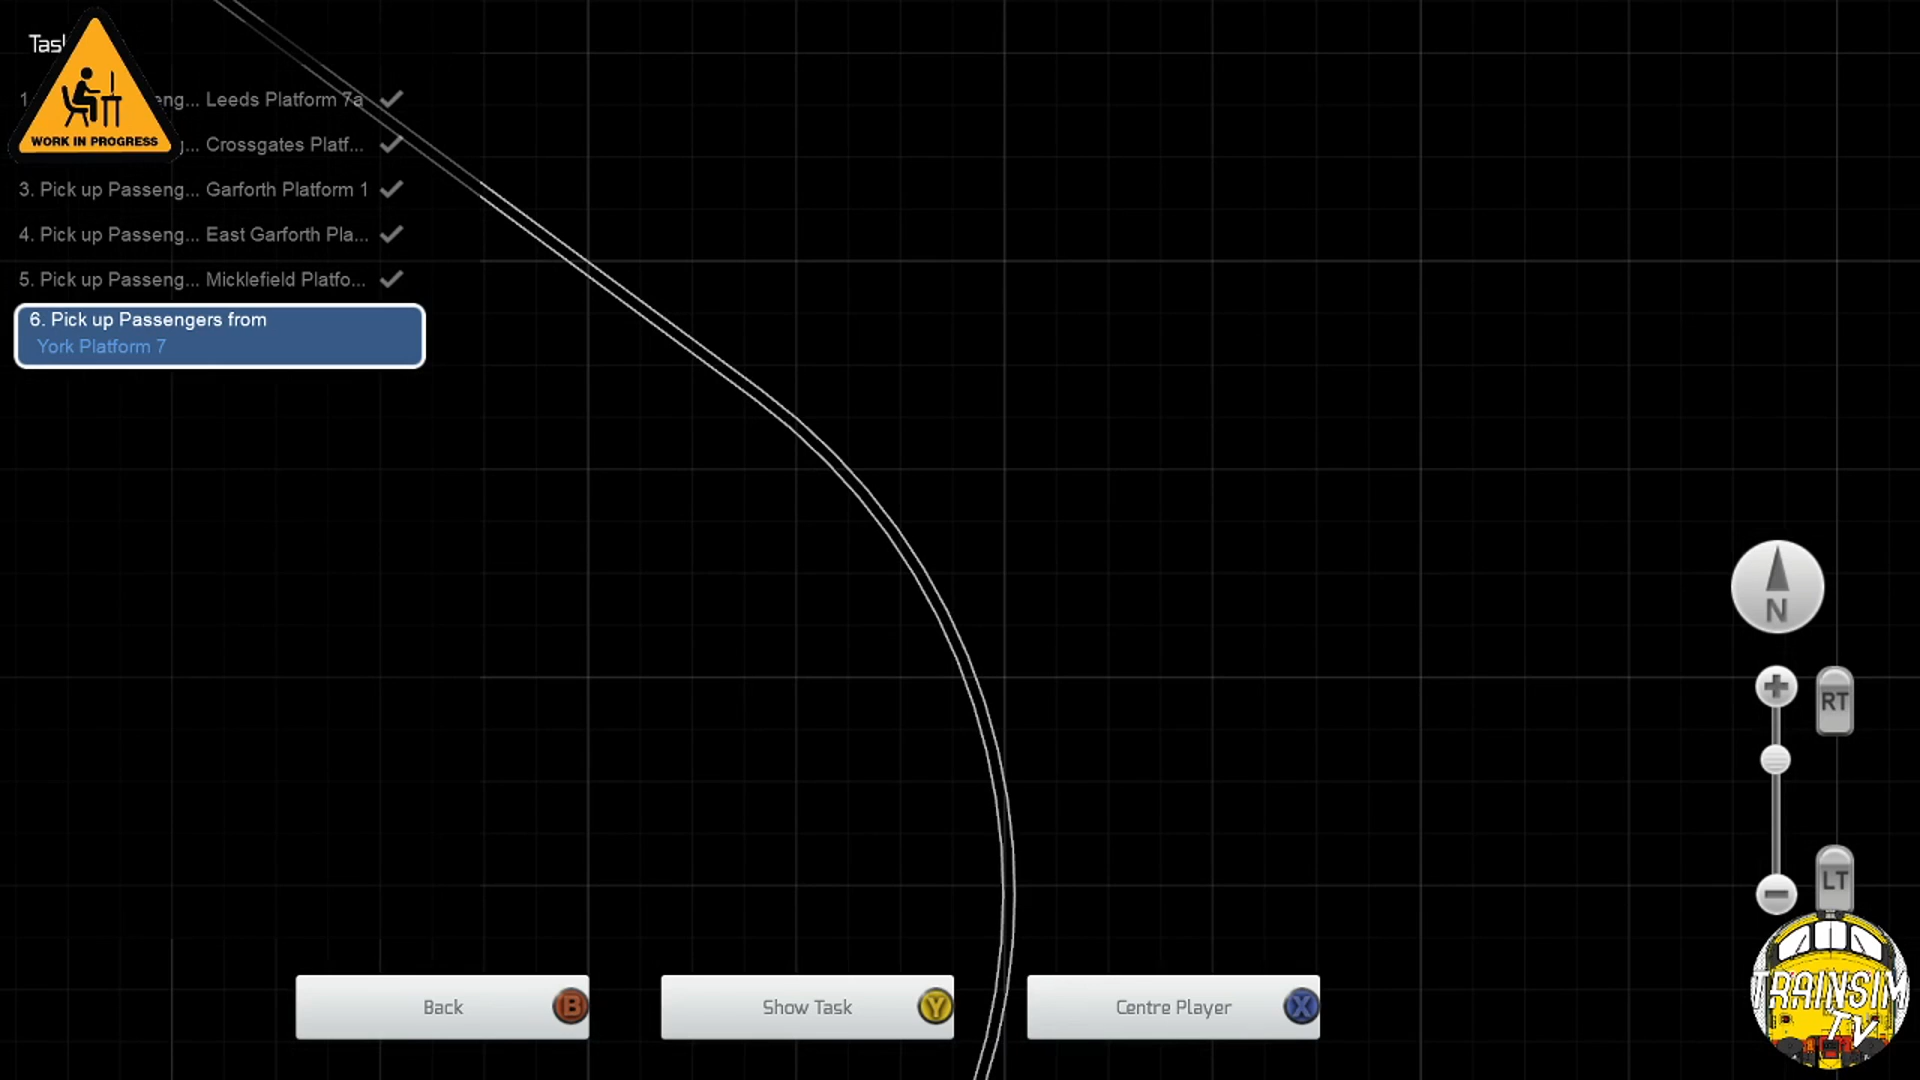 Tas
WORK IN PROGRESS
1
eng... Leeds Platform 7a
... Crossgates Platf...
3. Pick up Passeng... Garforth Platform 1
4. Pick up Passeng... East Garforth Pla...
5. Pick up Passeng... Micklefield Platfo...
6. Pick up Passengers from
York Platform 7
N
RT
LT
Back B
Show Task Y
Centre Player X
TRAINSIM
TV